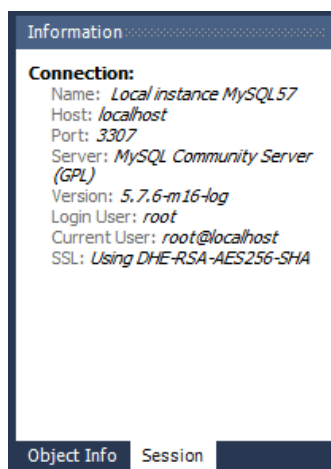 Information
Connection:
Name: Local instance MySQL57
Host: localhost
Port: 3307
Server: MySQL Community Server
(GPL)
Version: 5.7.6-m16-log
Login User: root
Current User: root@localhost
SSL: Using DHE-RSA-AES256-SHA
Object Info Session